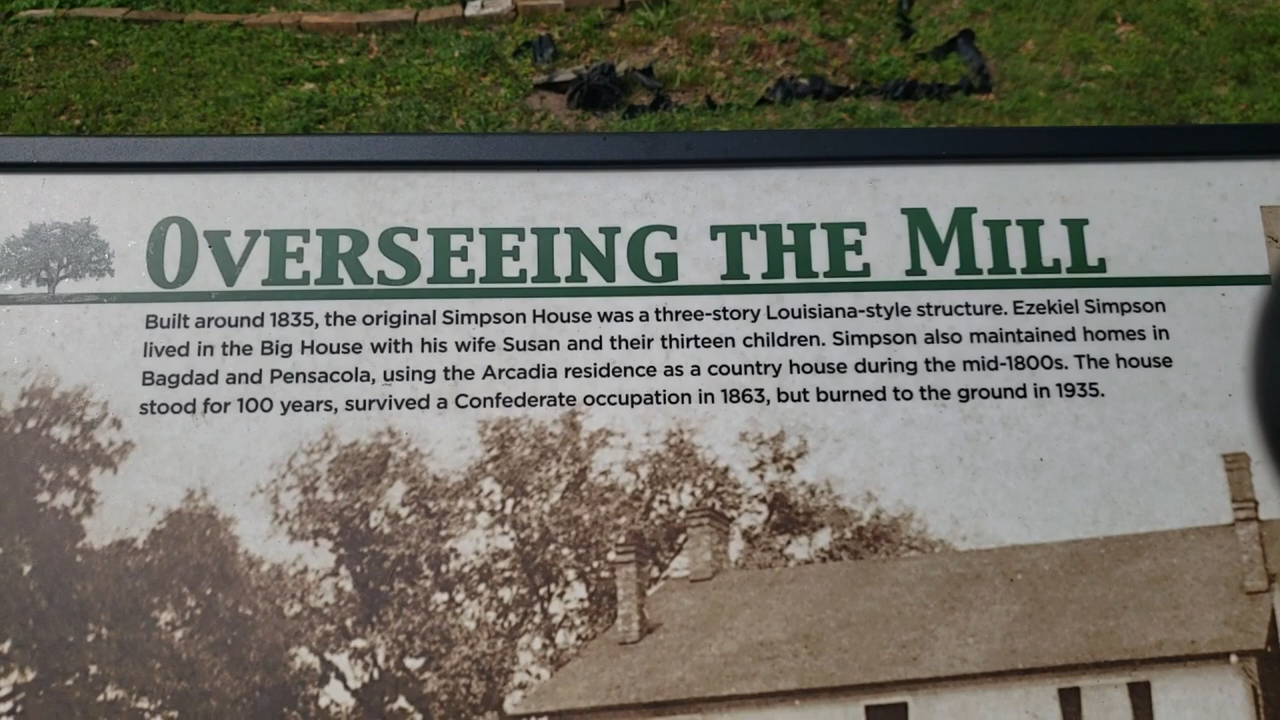 OVERSEEING THE MILL
Built around 1835, the original Simpson House was a three-story Louisiana-style structure. Ezekiel Simpson
lived in the Big House with his wife Susan and their thirteen children. Simpson also maintained homes in
Bagdad and Pensacola, using the Arcadia residence as a country house during the mid-1800s. The house
stood for 100 years, survived a Confederate occupation in 1863, but burned to the ground in 1935.